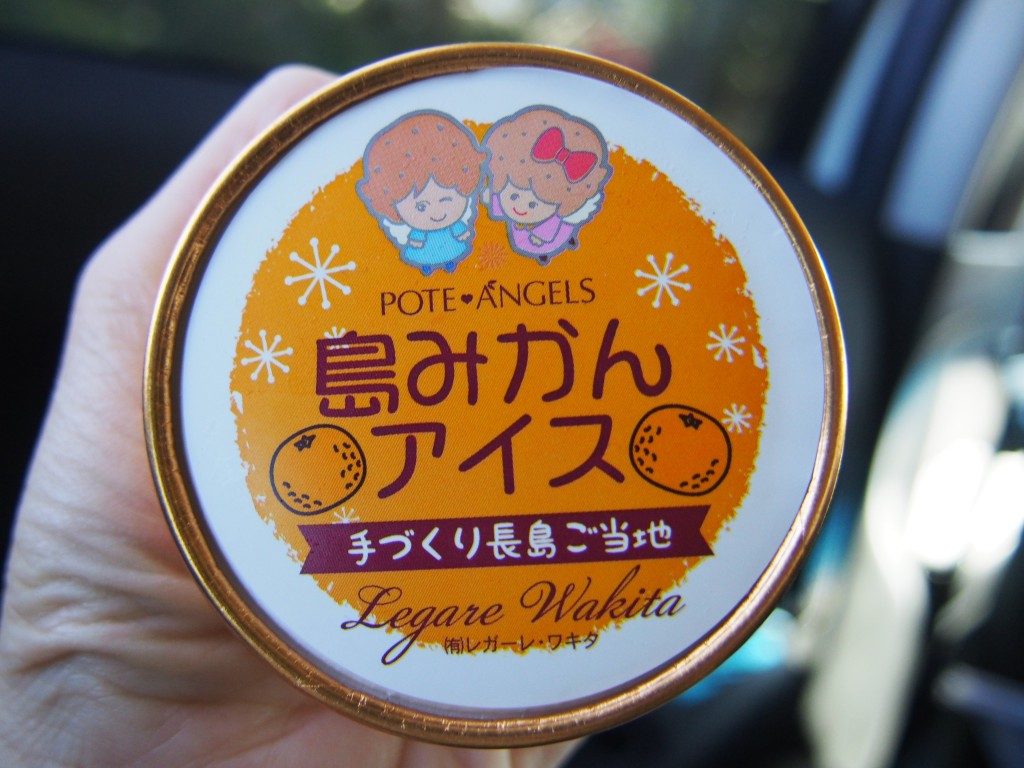 POTE♥ANGELS
島みかん
アイス
手づくり長島ご当地
Legare Wakita
(有)レガーレ・ワキタ